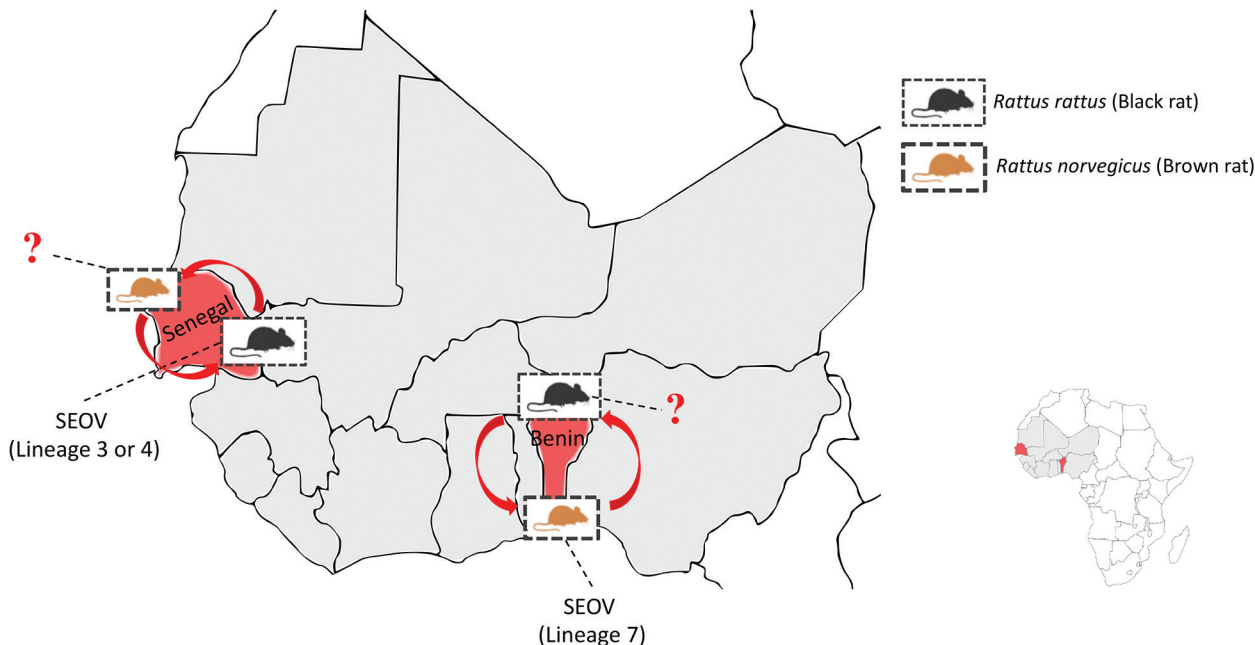 Rattus rattus (Black rat)
Rattus norvegicus (Brown rat)
?
Senegal
SEOV
(Lineage 3 or 4)
?
Benin
SEOV
(Lineage 7)